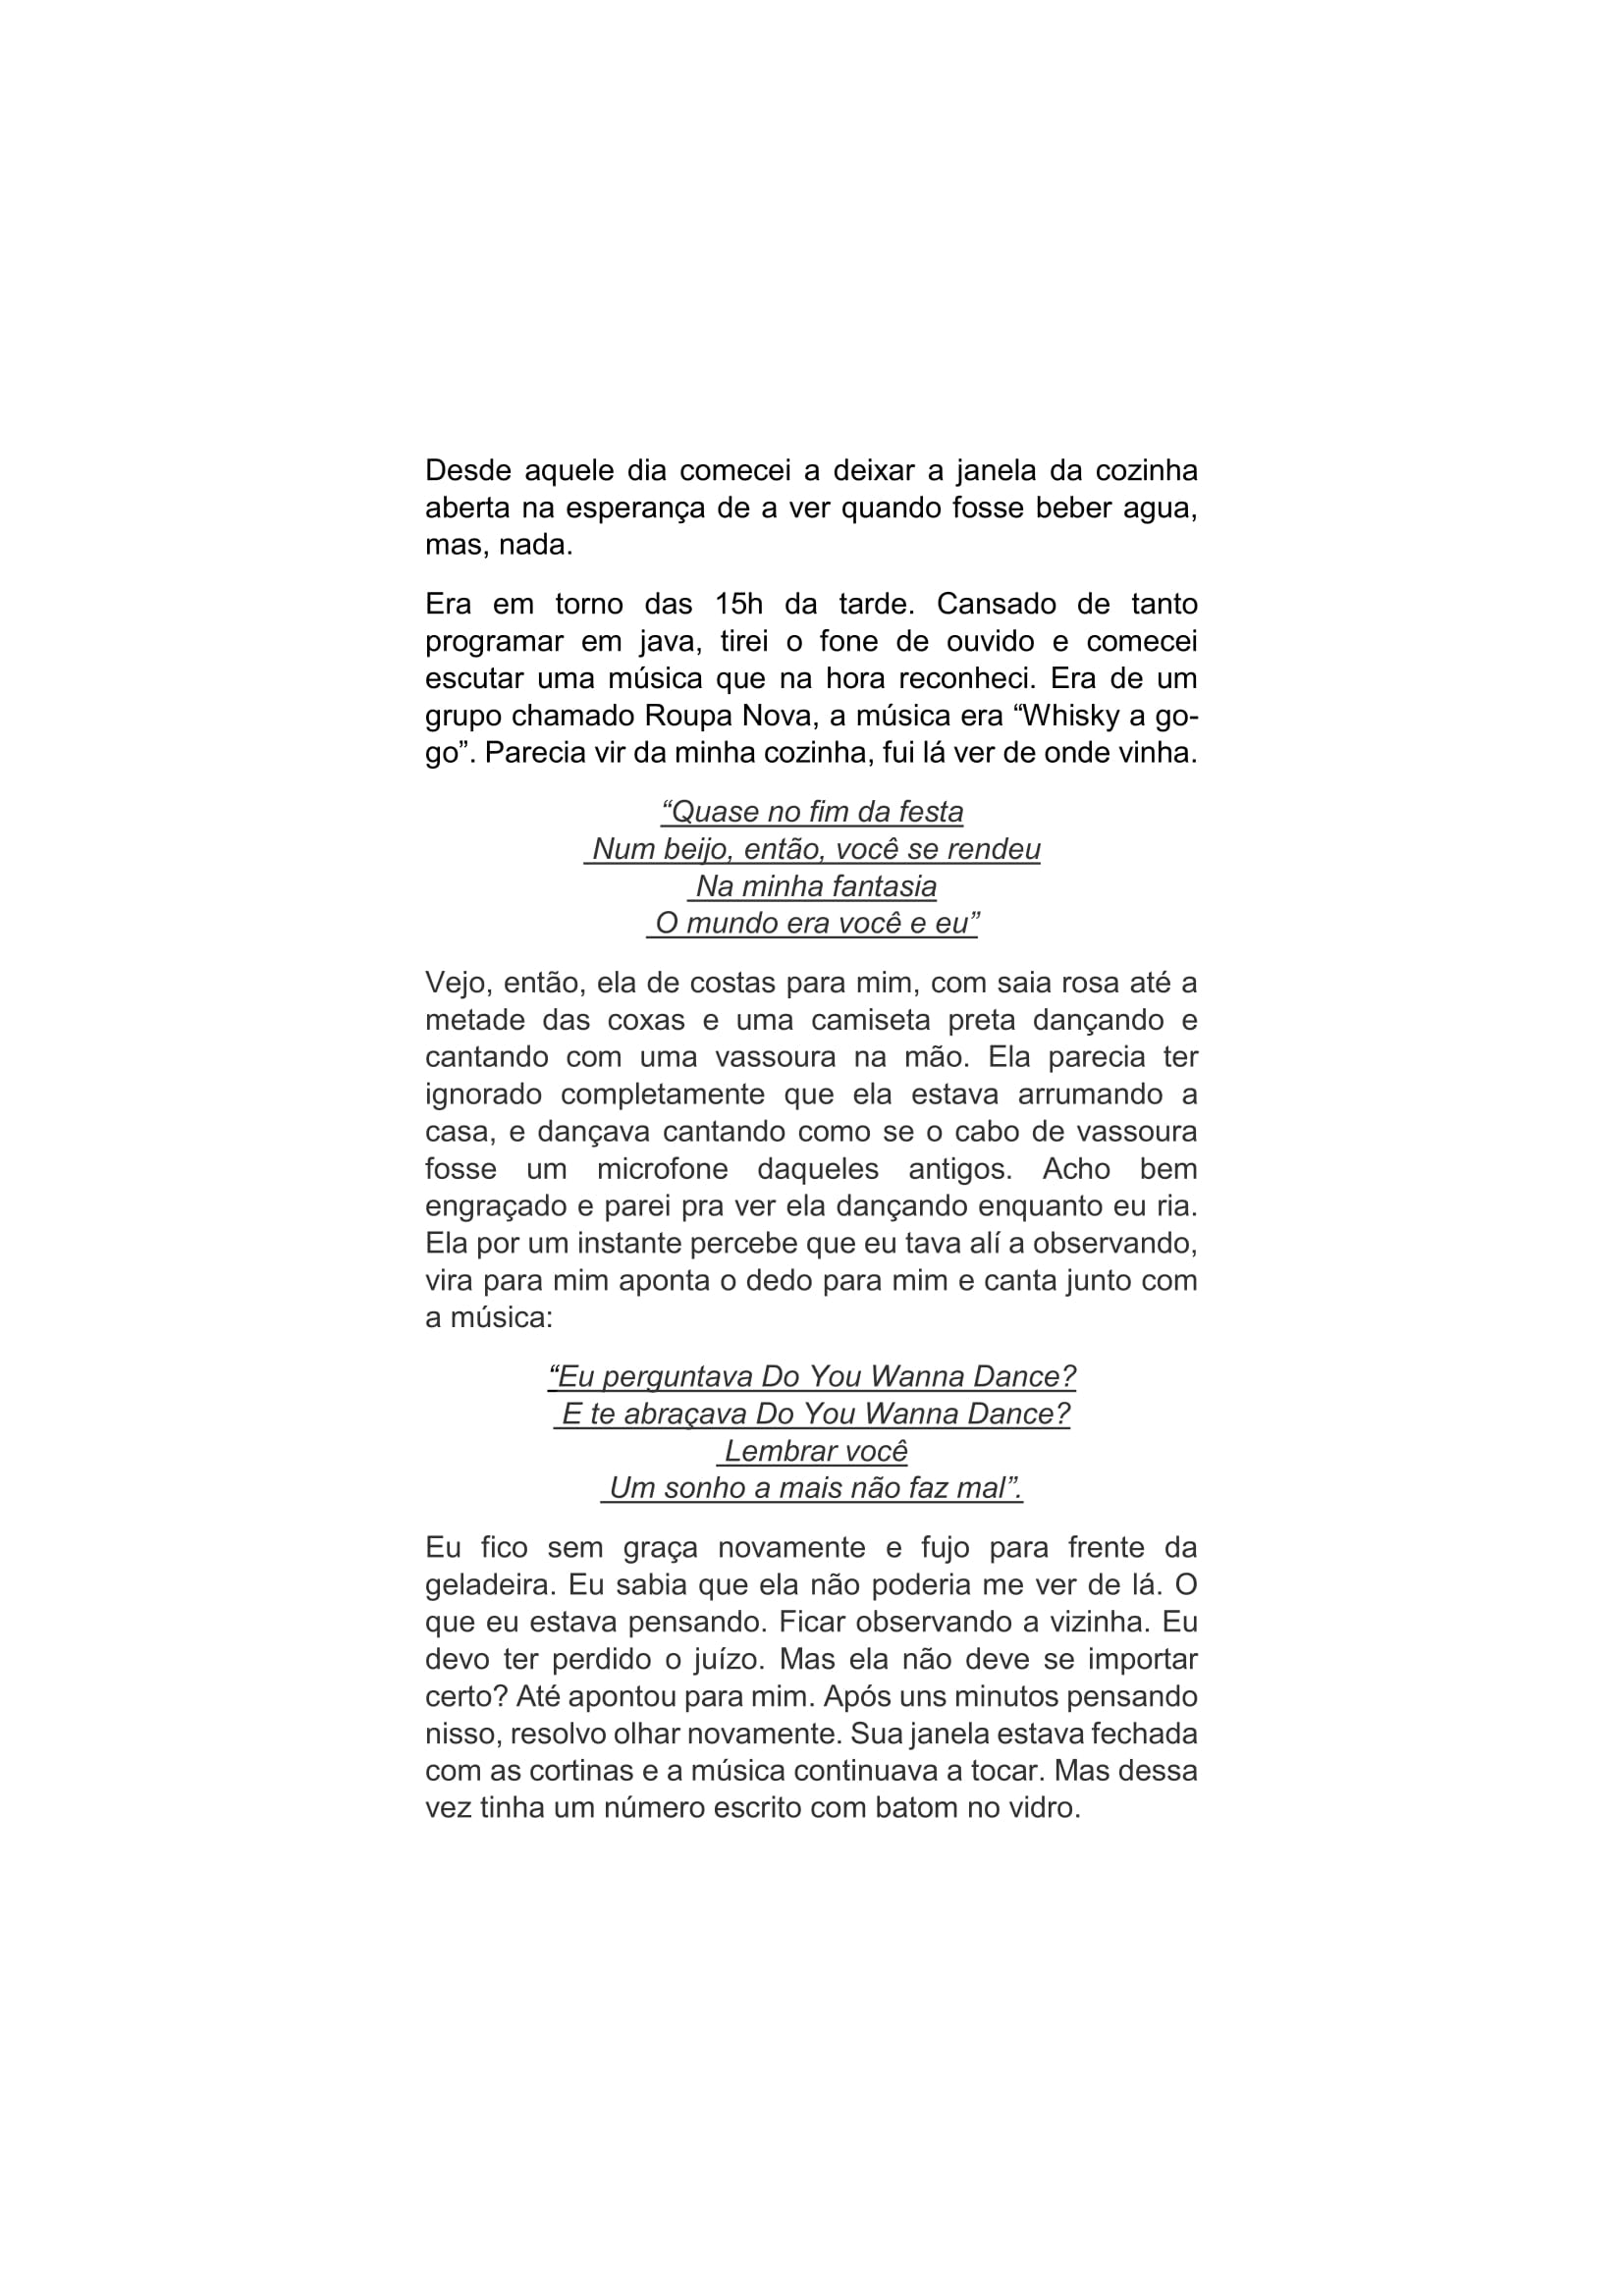 Desde aquele dia comecei a deixar a janela da cozinha
aberta na esperança de a ver quando fosse beber agua,
mas, nada.
Era em torno das 15h da tarde. Cansado de tanto
programar em java, tirei o fone de ouvido e comecei
escutar uma música que na hora reconheci. Era de um
grupo chamado Roupa Nova, a música era “Whisky a go-
go”. Parecia vir da minha cozinha, fui lá ver de onde vinha.
“Quase no fim da festa
Num beijo, então, você se rendeu
Na minha fantasia
O mundo era você e eu”
Vejo, então, ela de costas para mim, com saia rosa até a
metade das coxas e uma camiseta preta dançando e
cantando com uma vassoura na mão. Ela parecia ter
ignorado completamente que ela estava arrumando a
casa, e dançava cantando como se o cabo de vassoura
fosse um microfone daqueles antigos. Acho bem
engraçado e parei pra ver ela dançando enquanto eu ria.
Ela por um instante percebe que eu tava alí a observando,
vira para mim aponta o dedo para mim e canta junto com
a música:
“Eu perguntava Do You Wanna Dance?
E te abraçava Do You Wanna Dance?
Lembrar você
Um sonho a mais não faz mal”.
Eu fico sem graça novamente e fujo para frente da
geladeira. Eu sabia que ela não poderia me ver de lá. O
que eu estava pensando. Ficar observando a vizinha. Eu
devo ter perdido o juízo. Mas ela não deve se importar
certo? Até apontou para mim. Após uns minutos pensando
nisso, resolvo olhar novamente. Sua janela estava fechada
com as cortinas e a música continuava a tocar. Mas dessa
vez tinha um número escrito com batom no vidro.